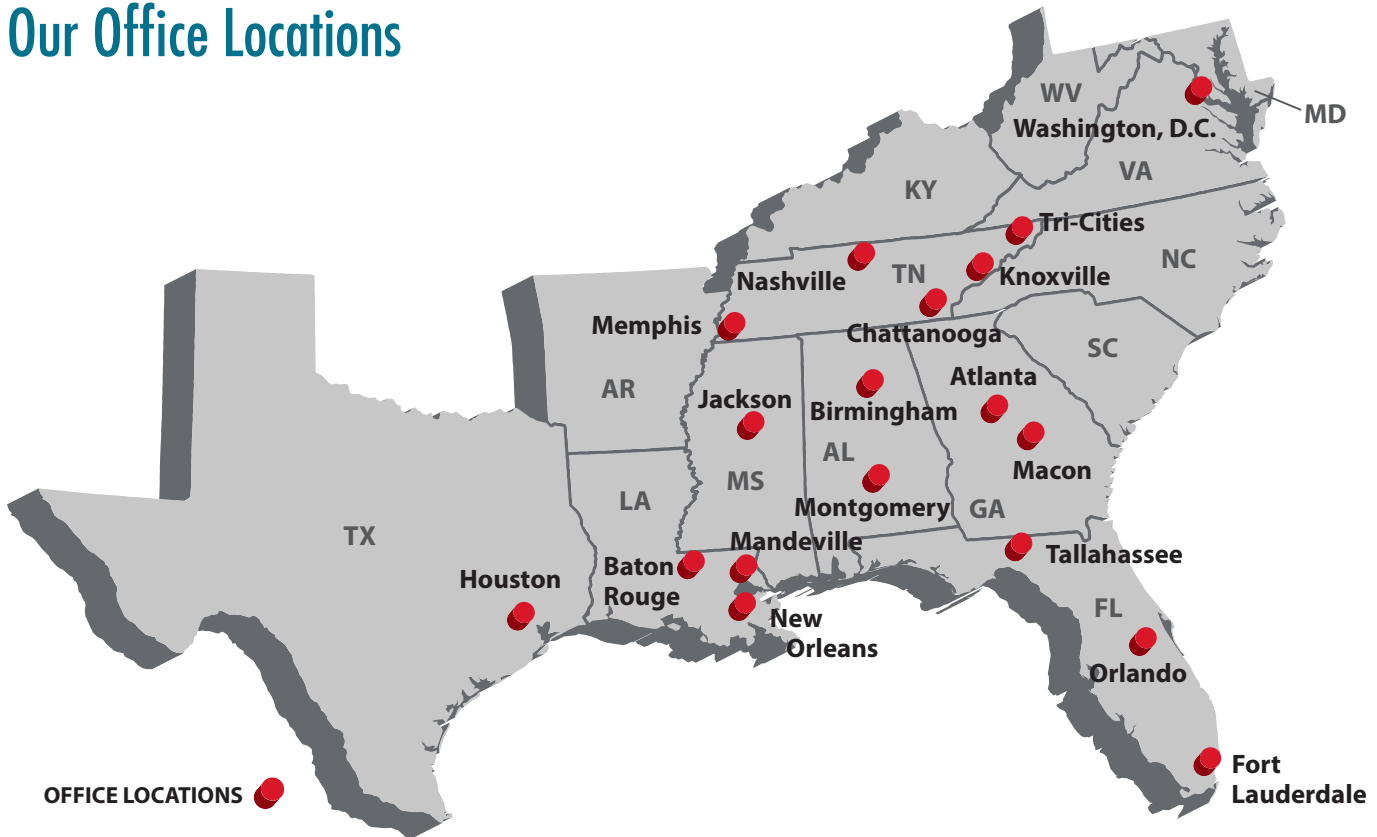 Our Office Locations
WV
Washington, D.C.
MD
VA
KY
Tri-Cities
NC
Nashville
TN
Knoxville
Memphis
Chattanooga
SC
AR
Atlanta
Jackson
Birmingham
AL
Macon
MS
LA
Montgomery
GA
TX
Mandeville
Tallahassee
Houston
Baton
Rouge
FL
New
Orleans
Orlando
Fort
Lauderdale
OFFICE LOCATIONS